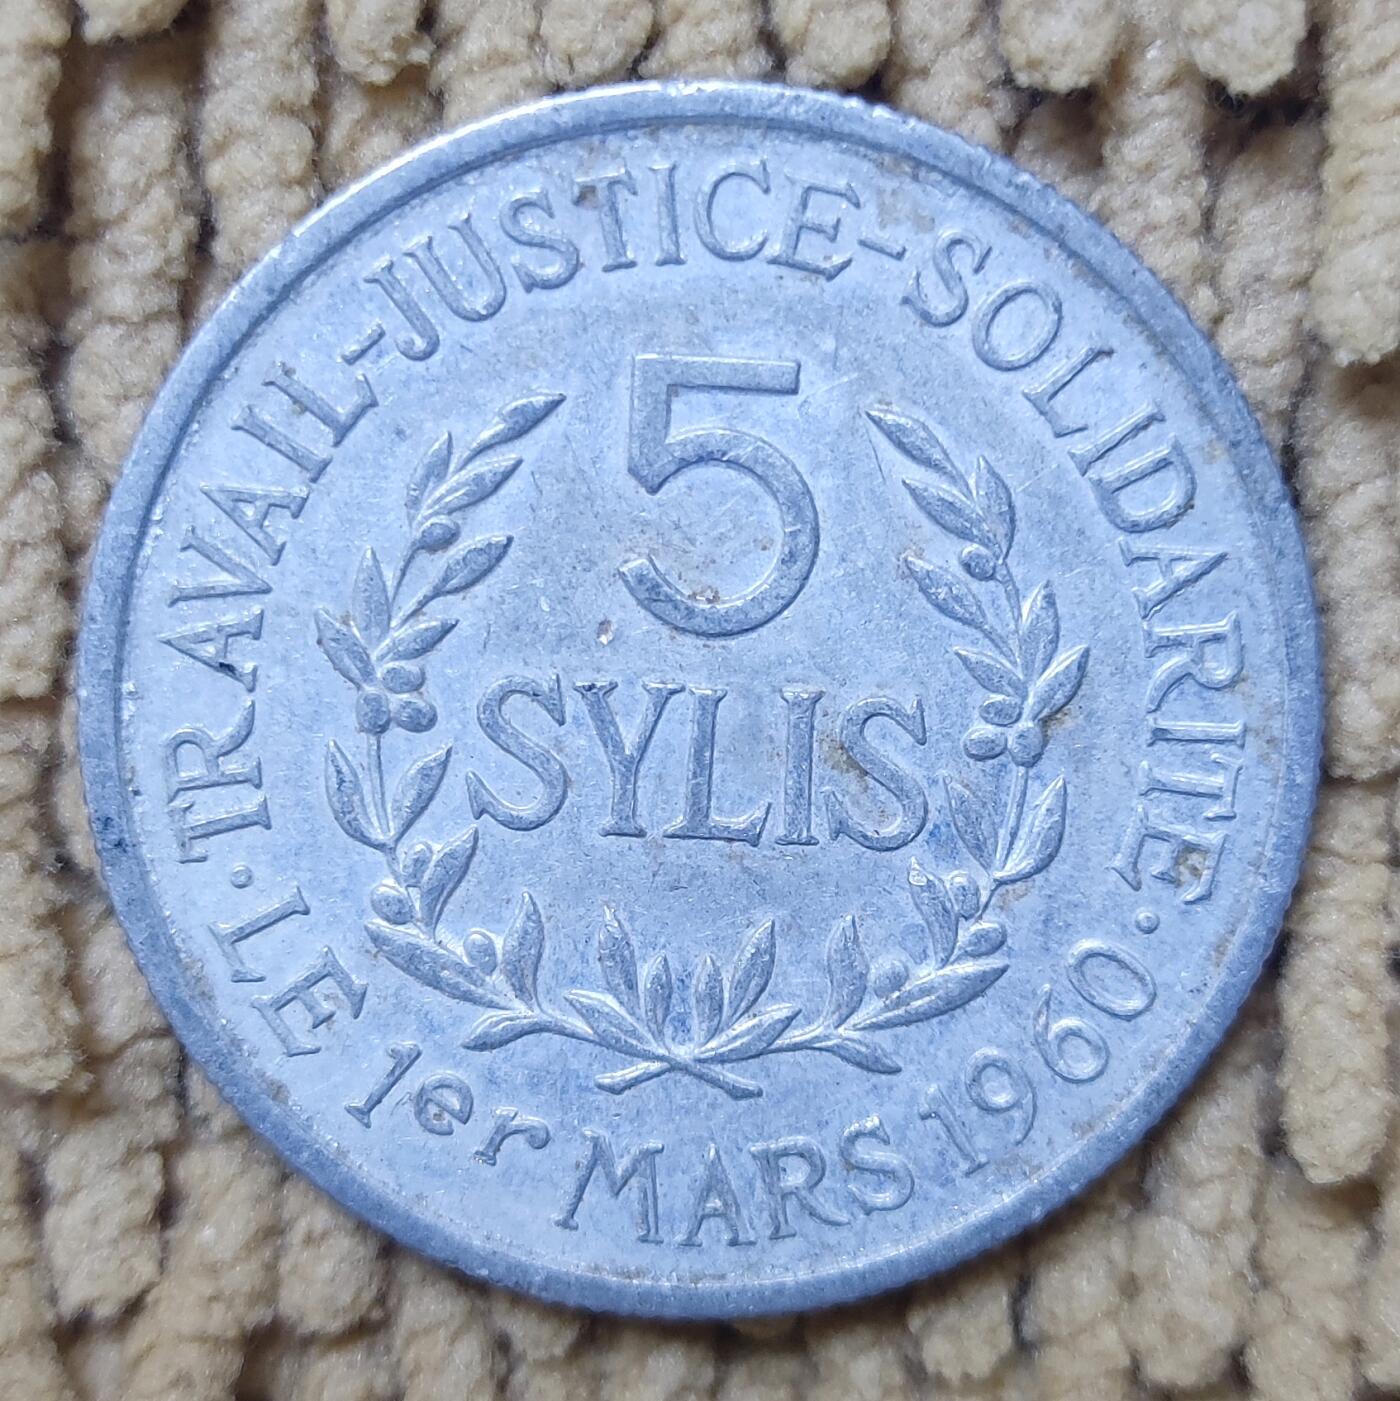 TRAVAIL-JUSTICE-SOLIDARITE.
5
SYLIS
LE 1er MARS 1960.